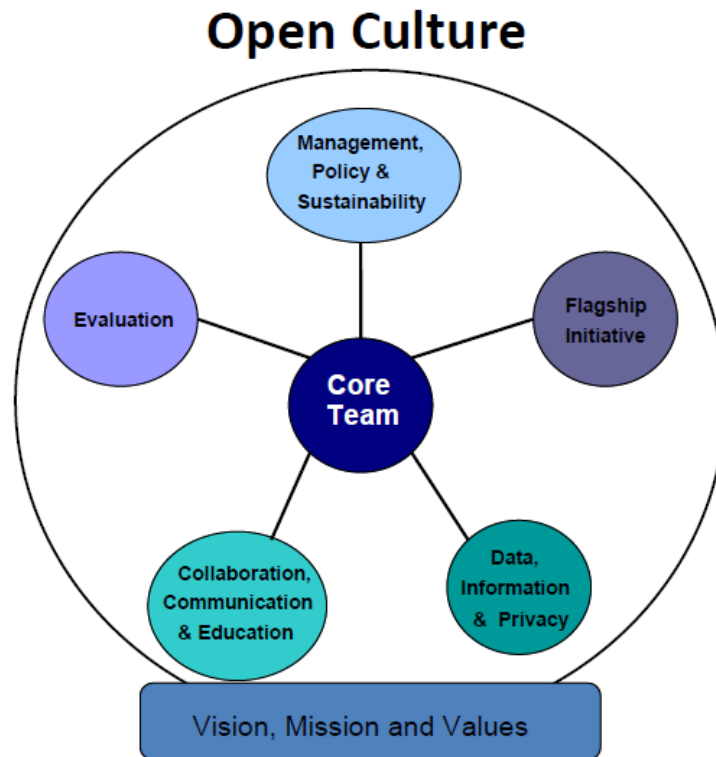 Open Culture
Management,
Policy &
Sustainability
Evaluation
Flagship
Initiative
Core
Team
Collaboration,
Communication
& Education
Data,
Information
& Privacy
Vision, Mission and Values